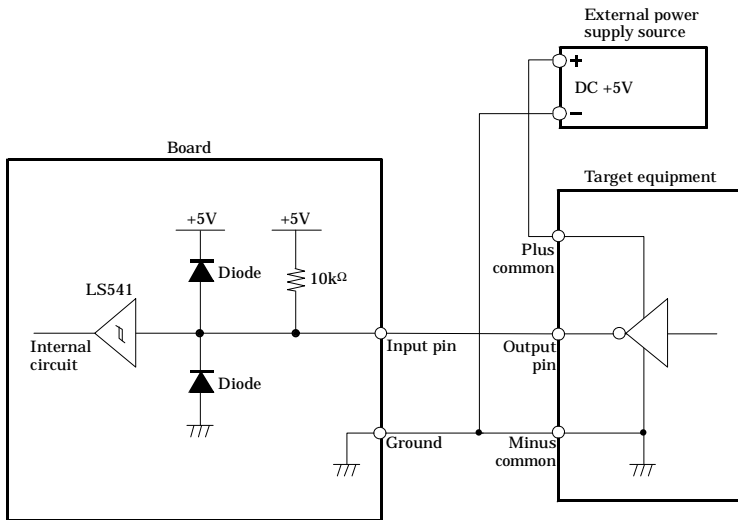 External power
supply source
+
DC +5V
−
Board
Target equipment
+5V
+5V
Plus
common
Diode
10kΩ
LS541
Internal
circuit
Input pin
Output
pin
Diode
Ground
Minus
common